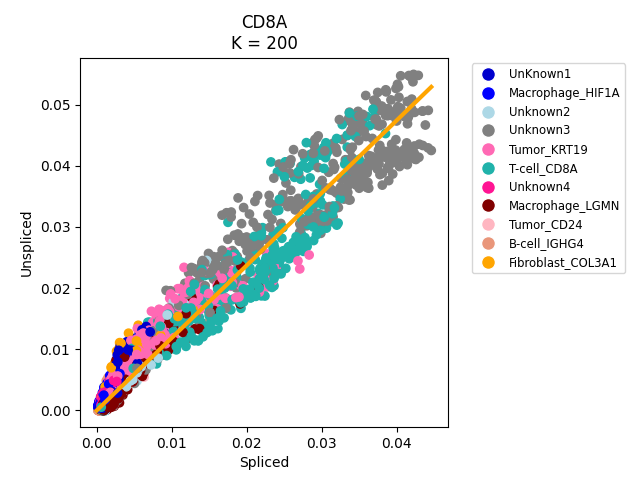 CD8A
K = 200
Unspliced
0.05
0.04
0.03
0.02
0.01
0.00
0.00 0.01 0.02 0.03 0.04
Spliced
UnKnown1
Macrophage_HIF1A
Unknown2
Unknown3
Tumor_KRT19
T-cell_CD8A
Unknown4
Macrophage_LGMN
Tumor_CD24
B-cell_IGHG4
Fibroblast_COL3A1